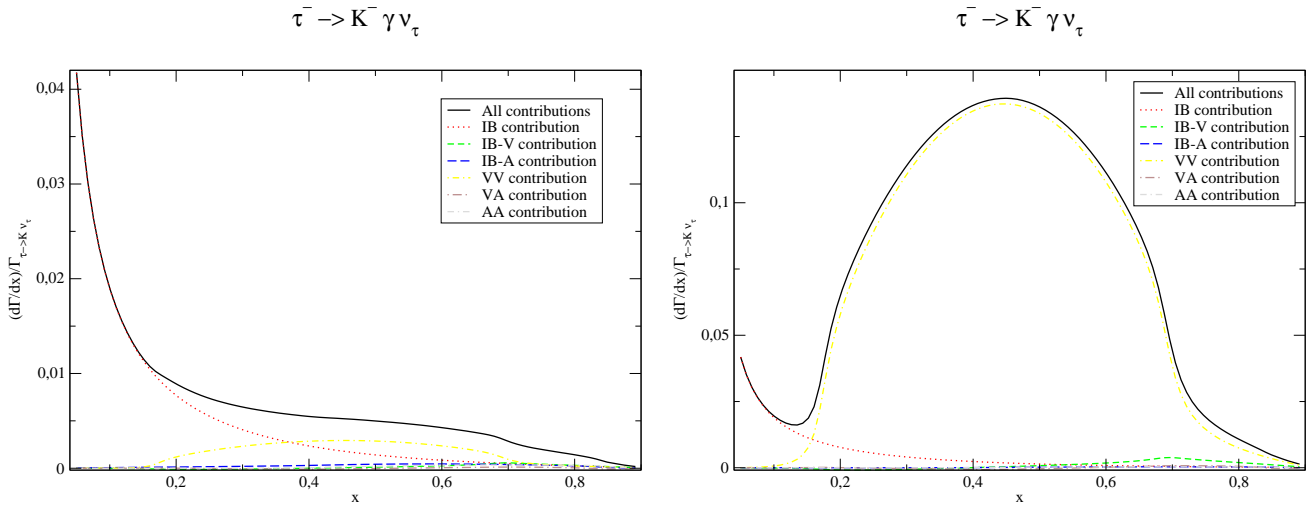 τ⁻ −> K⁻ γ ν_τ
0,04
0,03
0,02
0,01
0
(dΓ/dx)/Γ_τ−>K ν_τ
All contributions
IB contribution
IB-V contribution
IB-A contribution
VV contribution
VA contribution
AA contribution
0,2
0,4
0,6
0,8
x
τ⁻ −> K⁻ γ ν_τ
0,1
0,05
0
(dΓ/dx)/Γ_τ−>K ν_τ
All contributions
IB contribution
IB-V contribution
IB-A contribution
VV contribution
VA contribution
AA contribution
0,2
0,4
0,6
0,8
x